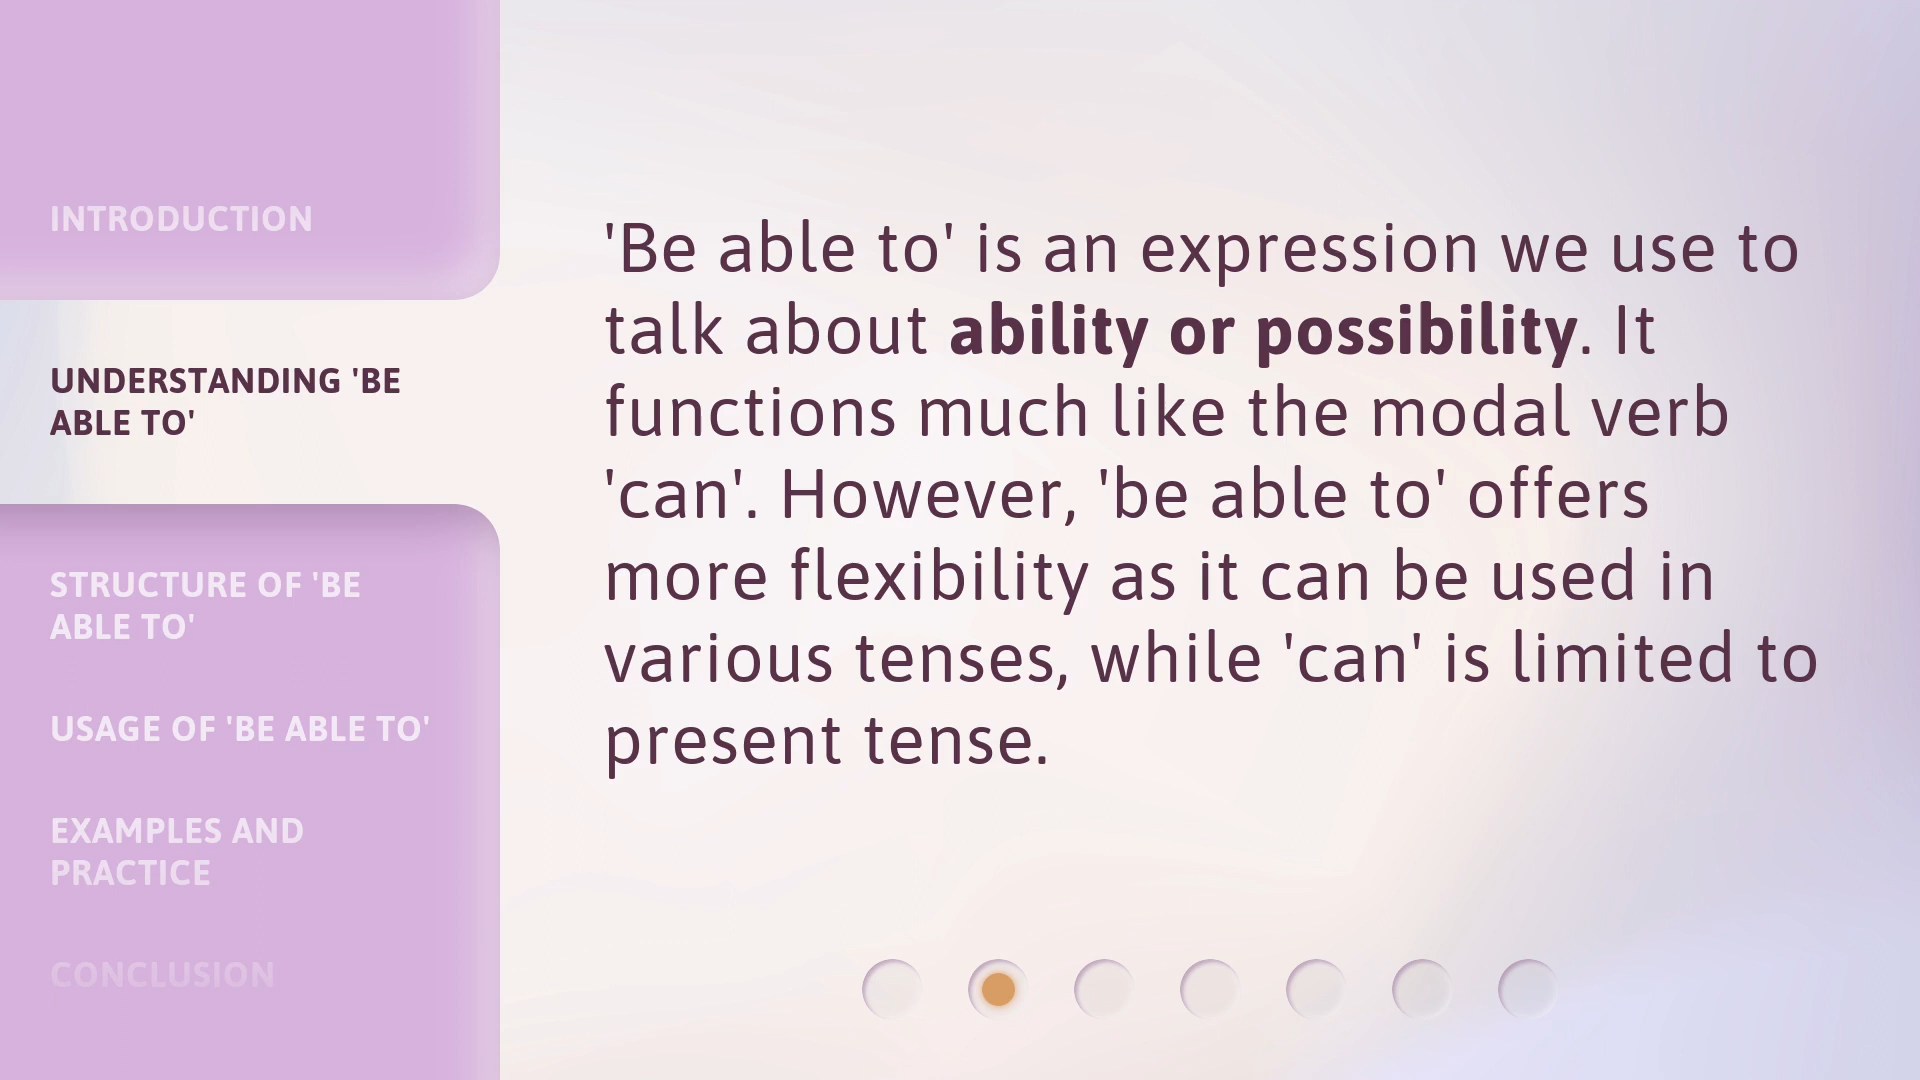 INTRODUCTION
UNDERSTANDING 'BE
ABLE TO'
STRUCTURE OF 'BE
ABLE TO'
USAGE OF 'BE ABLE TO'
EXAMPLES AND
PRACTICE
CONCLUSION
'Be able to' is an expression we use to
talk about ability or possibility. It
functions much like the modal verb
'can'. However, 'be able to' offers
more flexibility as it can be used in
various tenses, while 'can' is limited to
present tense.